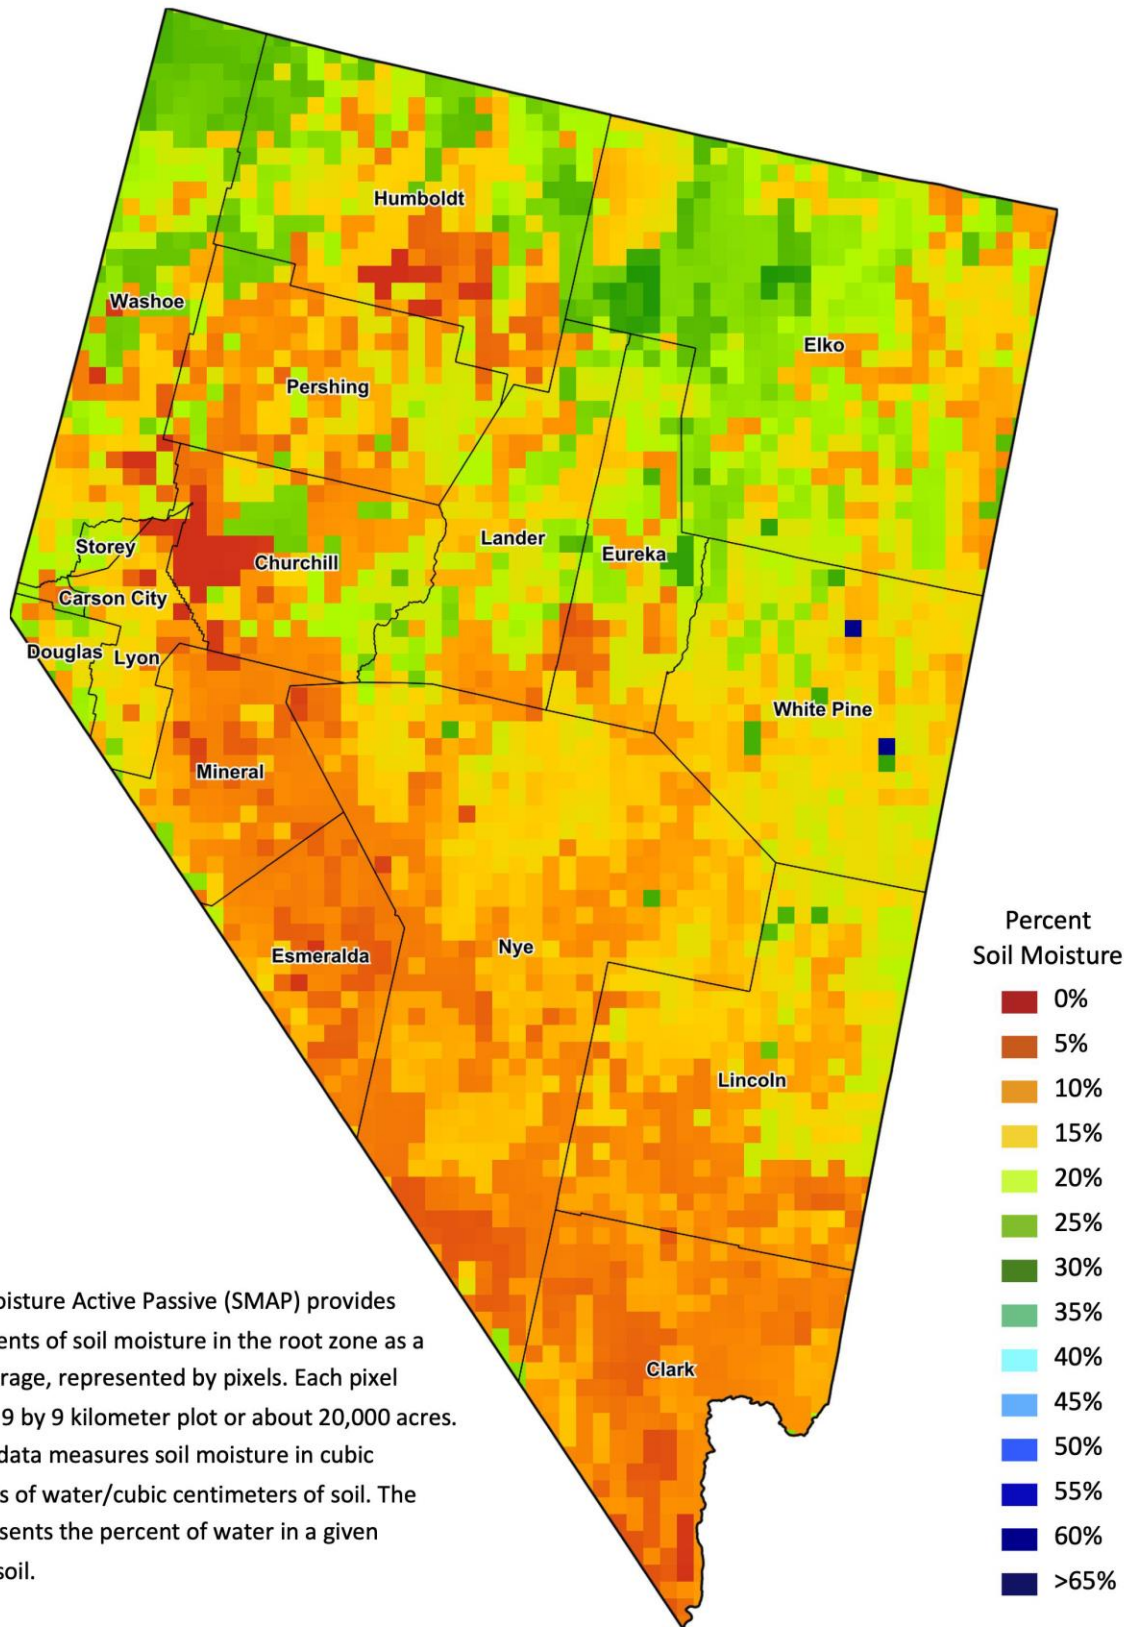 Humboldt
Washoe
Elko
Pershing
Lander
Storey
Eureka
Churchill
Carson City
Douglas
Lyon
White Pine
Mineral
Nye
Esmeralda
Lincoln
Clark
Percent
Soil Moisture
0%
5%
10%
15%
20%
25%
30%
35%
40%
45%
50%
55%
60%
>65%
Active Passive (SMAP) provides
of soil moisture in the root zone as a
represented by pixels. Each pixel
9 by 9 kilometer plot or about 20,000 acres.
data measures soil moisture in cubic
of water/cubic centimeters of soil. The
the percent of water in a given
soil.